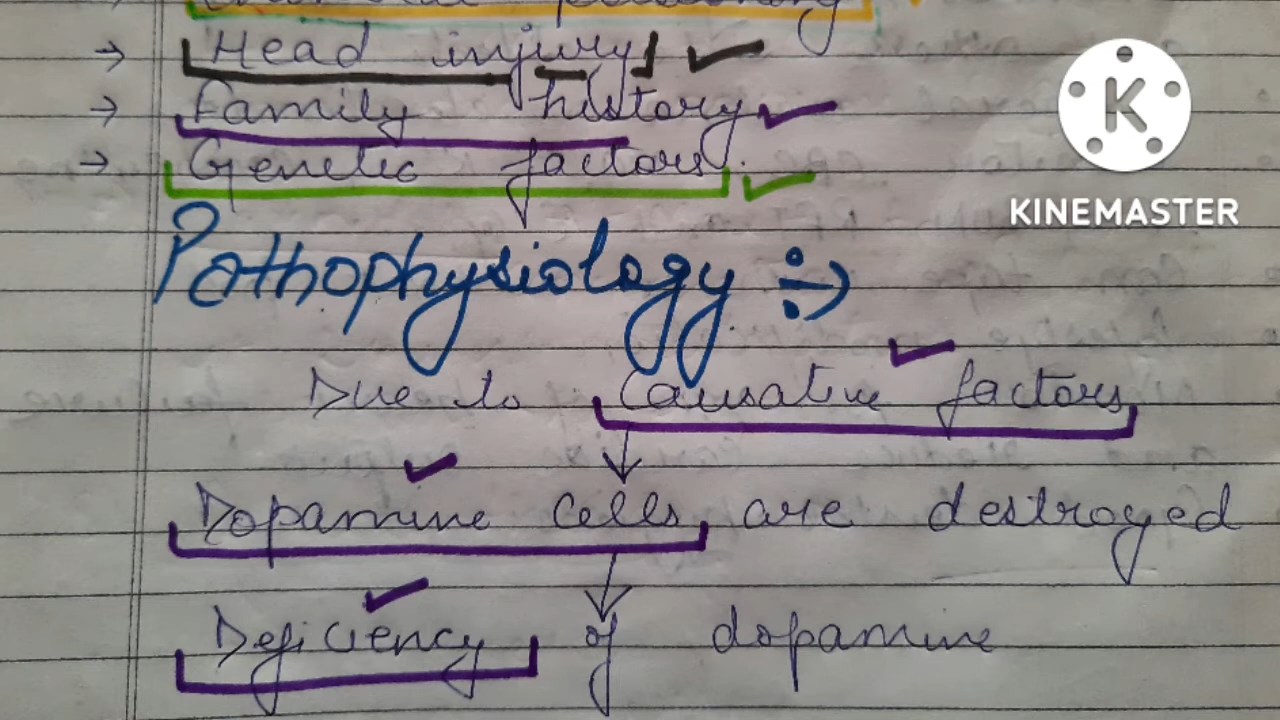 → Head injury
→ Family history
→ Genetic factors.
Pathophysiology :-)
Due to Causative factors
↓
Dopamine cells are destroyed
↓
Deficiency of dopamine
K
KINEMASTER